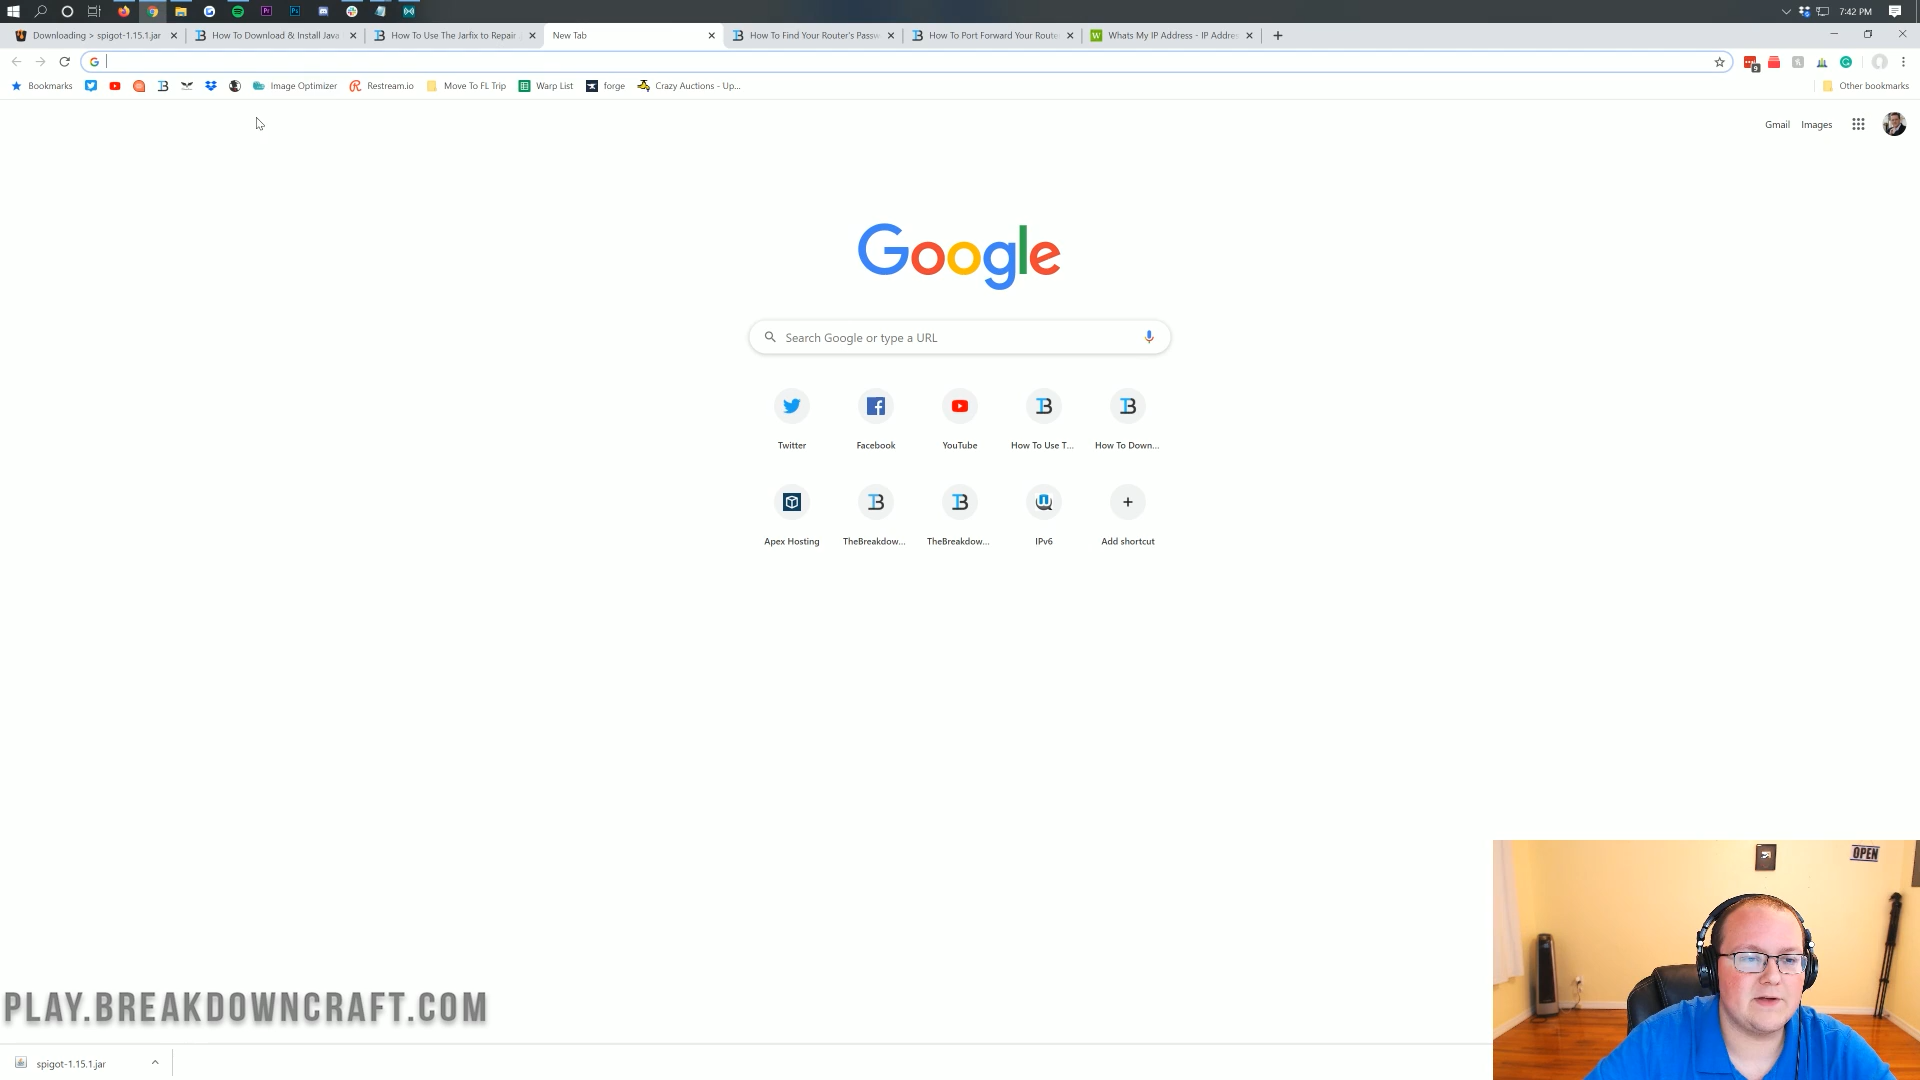 7:42 PM
Downloading > spigot-1.15.1.jar
How To Download & Install Java
How To Use The Jarfix to Repair
New Tab
How To Find Your Router's Passw
How To Port Forward Your Route
Whats My IP Address - IP Addre
9
Bookmarks
Image Optimizer
Restream.io
Move To FL Trip
Warp List
forge
Crazy Auctions - Up...
Other bookmarks
Gmail
Images
Google
Search Google or type a URL
Twitter
Facebook
YouTube
How To Use T...
How To Down...
Apex Hosting
TheBreakdow...
TheBreakdow...
IPv6
Add shortcut
OPEN
PLAY.BREAKDOWNCRAFT.COM
spigot-1.15.1.jar